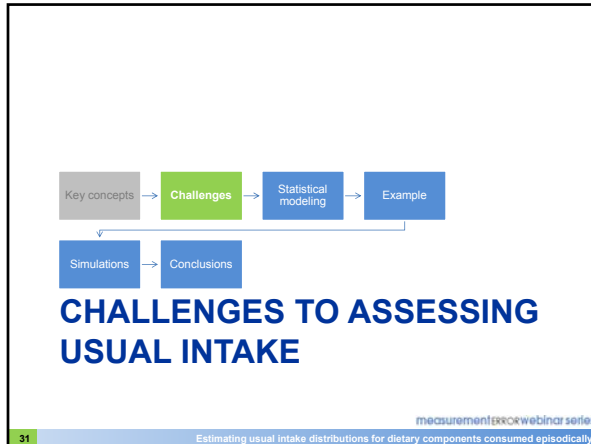 Key concepts
Challenges
Statistical
modeling
Example
Simulations
Conclusions
CHALLENGES TO ASSESSING
USUAL INTAKE
measurementERRORwebinar series
31
Estimating usual intake distributions for dietary components consumed episodically